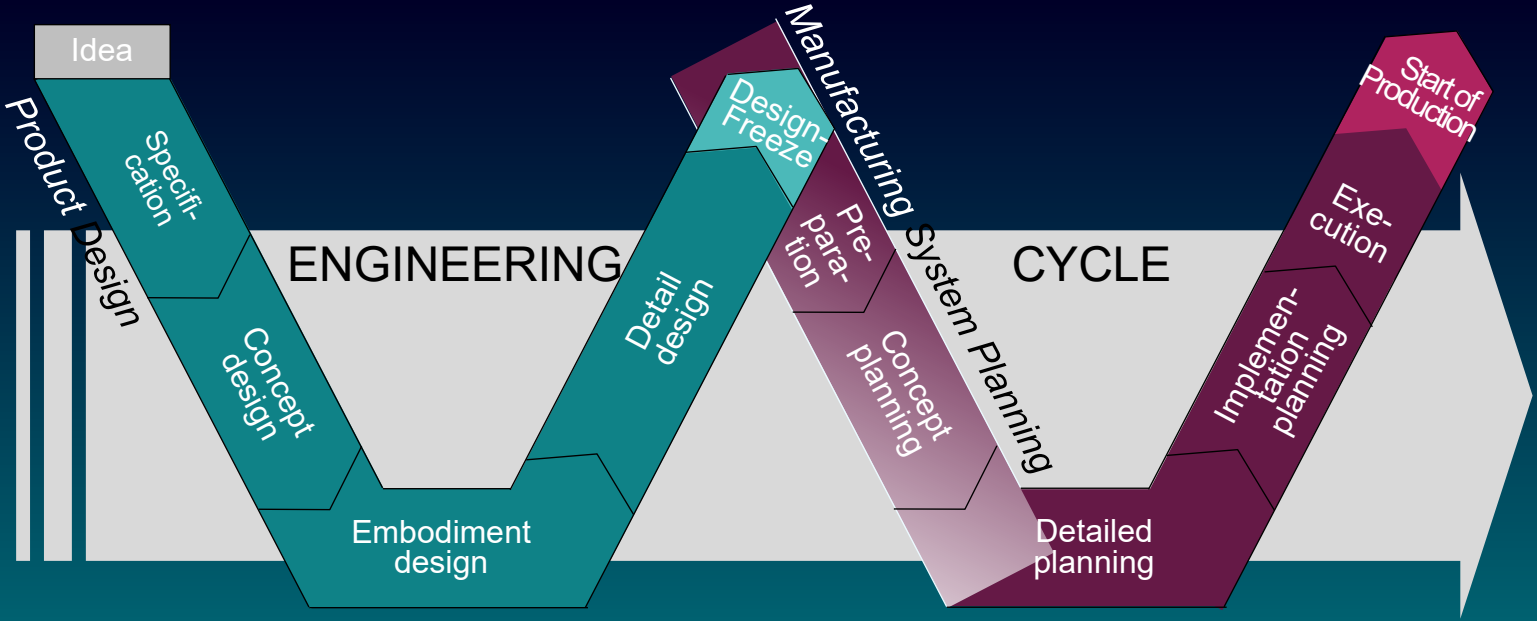 Idea
Product Design
Specifi-
cation
Concept
design
Embodiment
design
Detail
design
Design-
Freeze
ENGINEERING
CYCLE
Manufacturing System Planning
Pre-
para-
tion
Concept
planning
Detailed
planning
Implemen-
tation
planning
Exe-
cution
Start of
Production